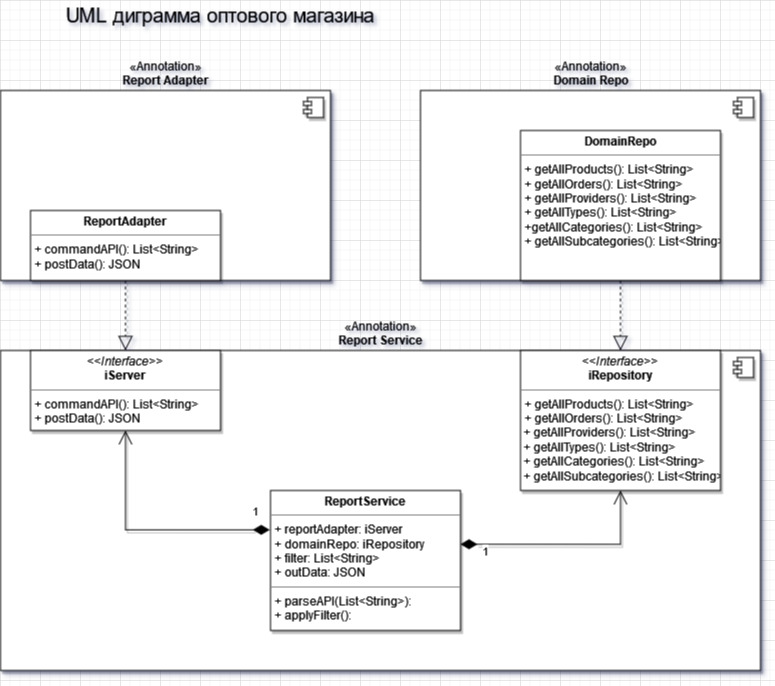 UML диграмма оптового магазина
«Annotation»
Report Adapter
«Annotation»
Domain Repo
DomainRepo
+ getAllProducts(): List<String>
+ getAllOrders(): List<String>
+ getAllProviders(): List<String>
+ getAllTypes(): List<String>
+getAllCategories(): List<String>
+ getAllSubcategories(): List<String>
ReportAdapter
+ commandAPI(): List<String>
+ postData(): JSON
«Annotation»
Report Service
<<Interface>>
iServer
+ commandAPI(): List<String>
+ postData(): JSON
<<Interface>>
iRepository
+ getAllProducts(): List<String>
+ getAllOrders(): List<String>
+ getAllProviders(): List<String>
+ getAllTypes(): List<String>
+ getAllCategories(): List<String>
+ getAllSubcategories(): List<String>
1
ReportService
+ reportAdapter: iServer
+ domainRepo: iRepository
+ filter: List<String>
+ outData: JSON
+ parseAPI(List<String>):
+ applyFilter():
1